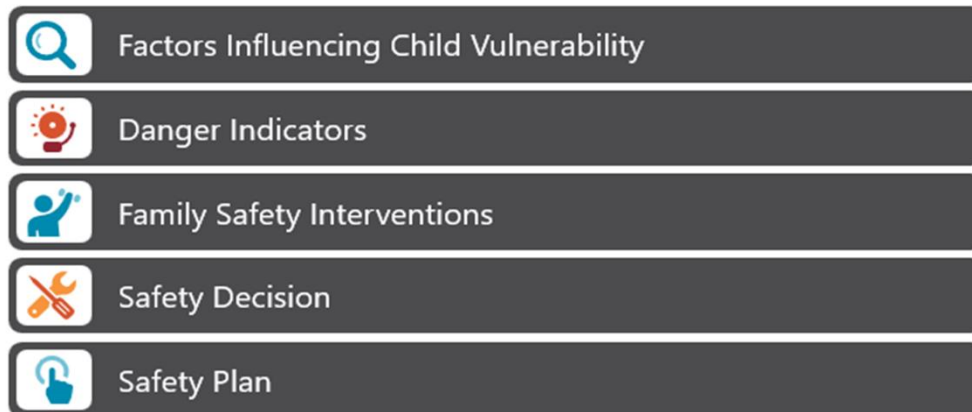 Factors Influencing Child Vulnerability
Danger Indicators
Family Safety Interventions
Safety Decision
Safety Plan